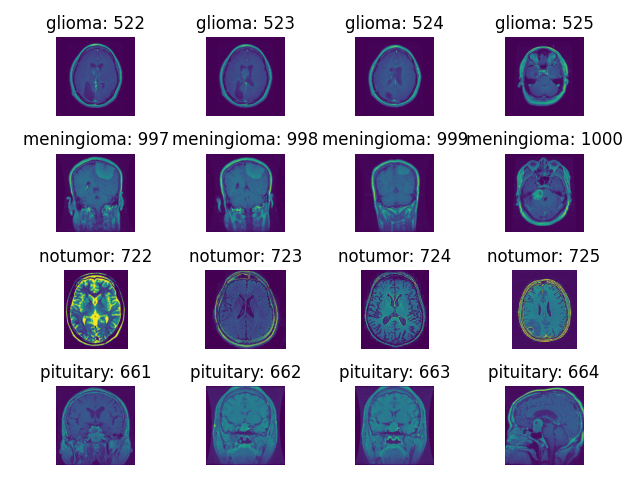 glioma: 522 glioma: 523 glioma: 524 glioma: 525
meningioma: 997 meningioma: 998 meningioma: 999 meningioma: 1000
notumor: 722 notumor: 723 notumor: 724 notumor: 725
pituitary: 661 pituitary: 662 pituitary: 663 pituitary: 664